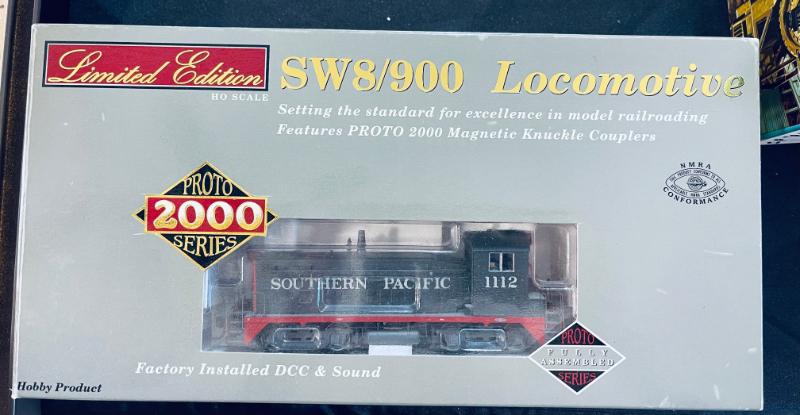 Limited Edition
HO SCALE
SW8/900 Locomotive
Setting the standard for excellence in model railroading
Features PROTO 2000 Magnetic Knuckle Couplers
NMRA
CONFORMANCE
PROTO
2000
SERIES
SOUTHERN PACIFIC 1112
PROTO
FULLY
ASSEMBLED
SERIES
Factory Installed DCC & Sound
Hobby Product